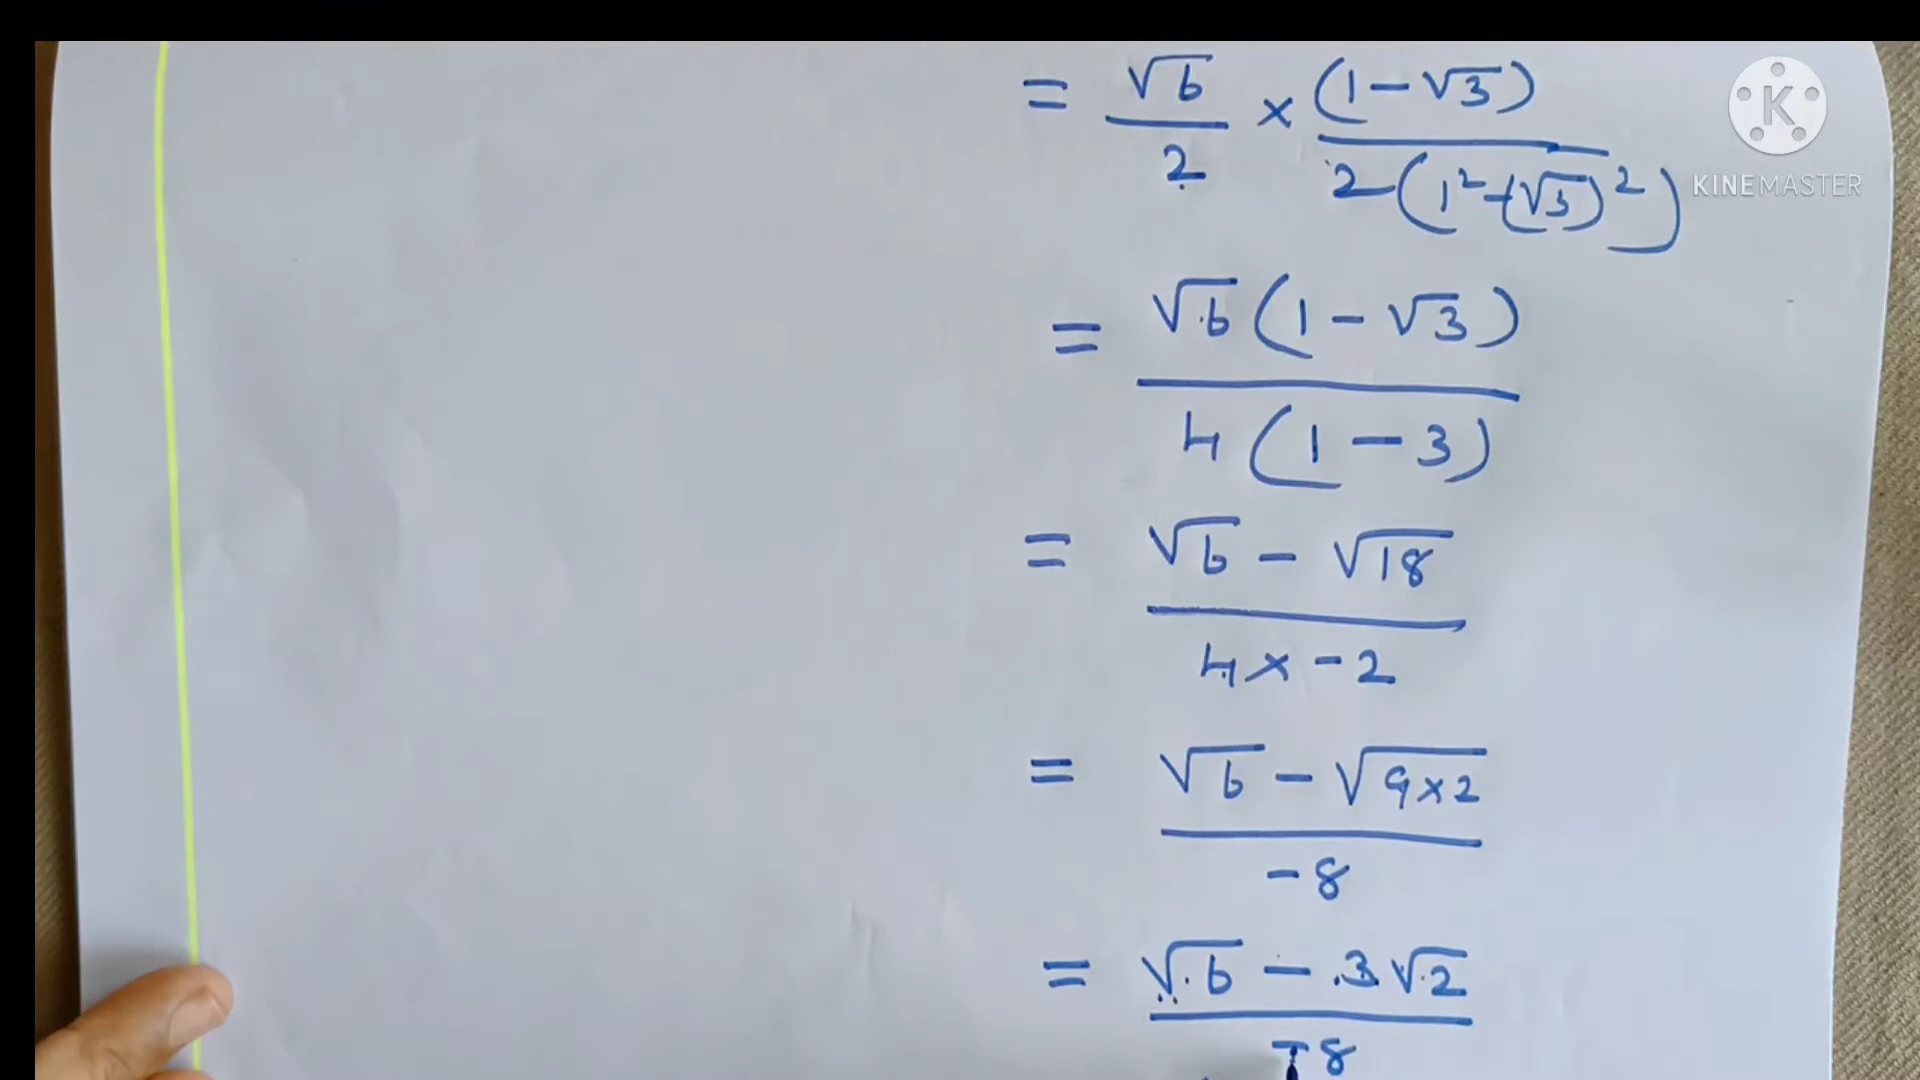 = √6/2 × (1-√3)/2(1²-(√3)²)
KINEMASTER
= √6(1-√3)/4(1-3)
= √6-√18/4×-2
= √6-√9×2/-8
= √6-3√2/-8